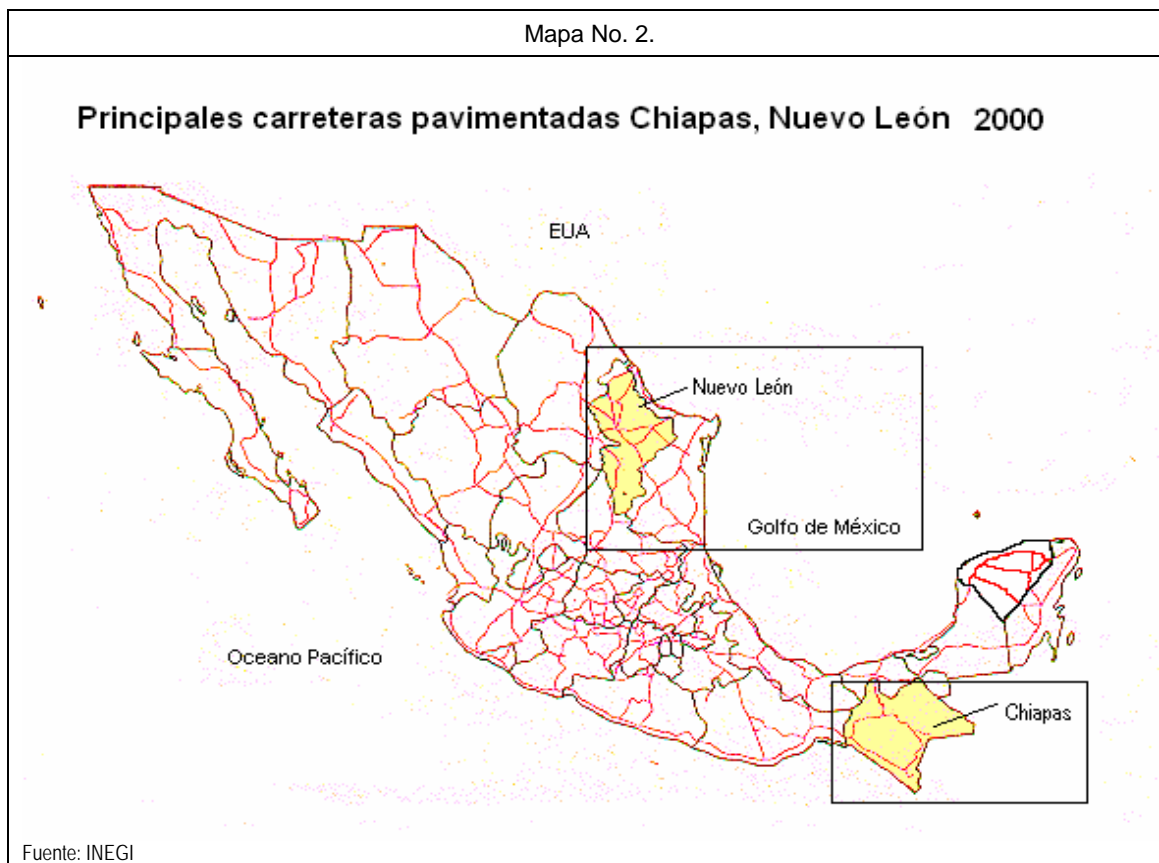 Mapa No. 2.
Principales carreteras pavimentadas Chiapas, Nuevo León 2000
EUA
Nuevo León
Golfo de México
Oceano Pacífico
Chiapas
Fuente: INEGI